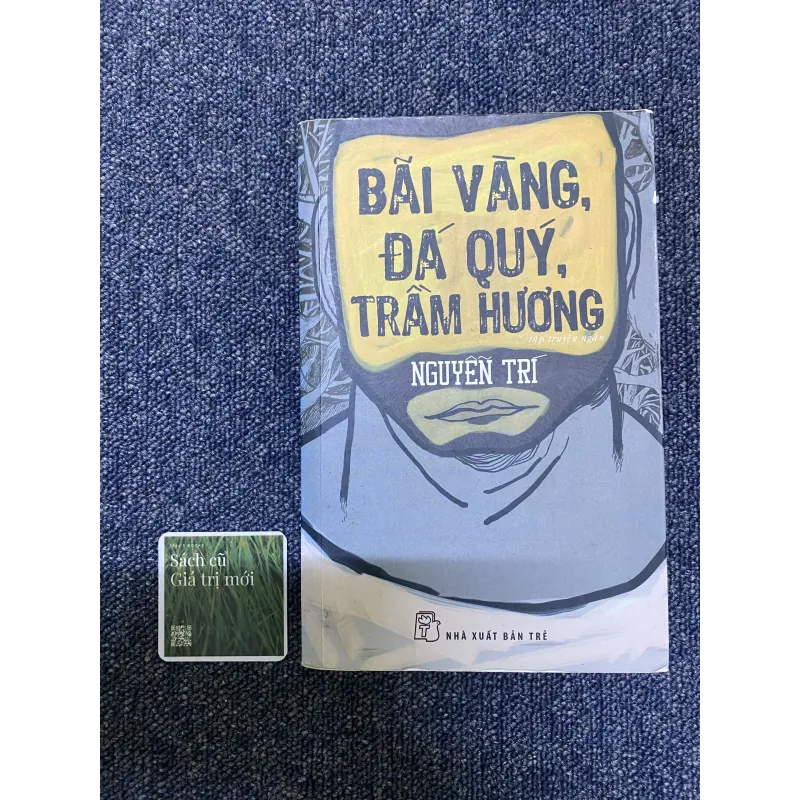 BÃI VÀNG,
ĐÁ QUÝ,
TRẦM HƯƠNG
tập truyện ngắn
NGUYỄN TRÍ
NHÀ XUẤT BẢN TRẺ
Sách cũ
Giá trị mới